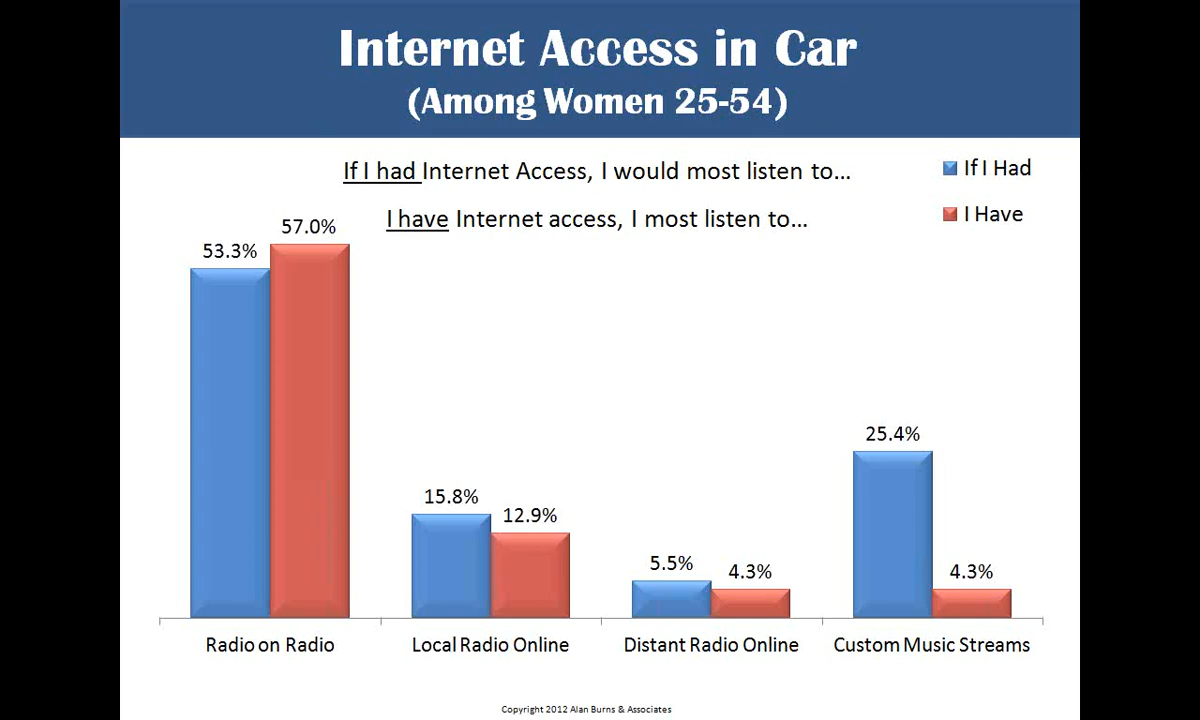 Internet Access in Car
(Among Women 25-54)
If I had Internet Access, I would most listen to...
I have Internet access, I most listen to...
If I Had
I Have
53.3%
57.0%
15.8%
12.9%
5.5%
4.3%
25.4%
4.3%
Radio on Radio
Local Radio Online
Distant Radio Online
Custom Music Streams
Copyright 2012 Alan Burns & Associates